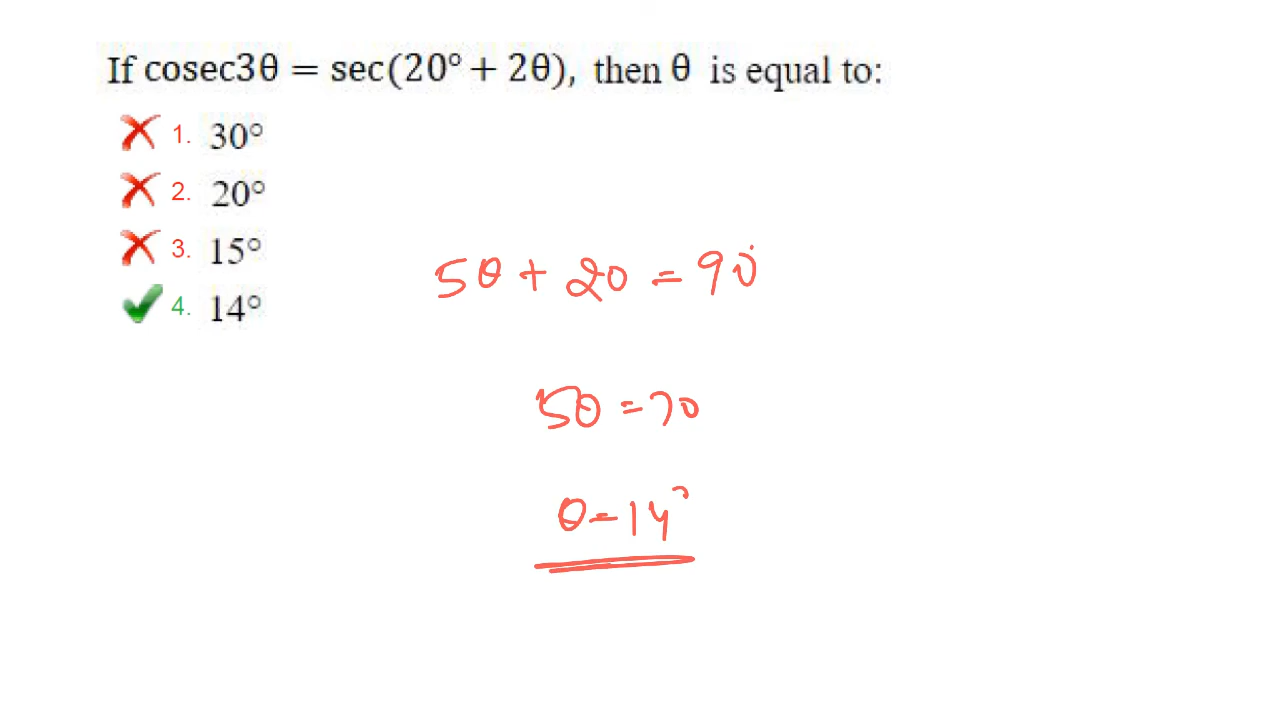 If cosec3θ = sec(20° + 2θ), then θ is equal to:
1. 30°
2. 20°
3. 15°
4. 14°
5θ + 20 = 90°
5θ = 70
θ = 14°